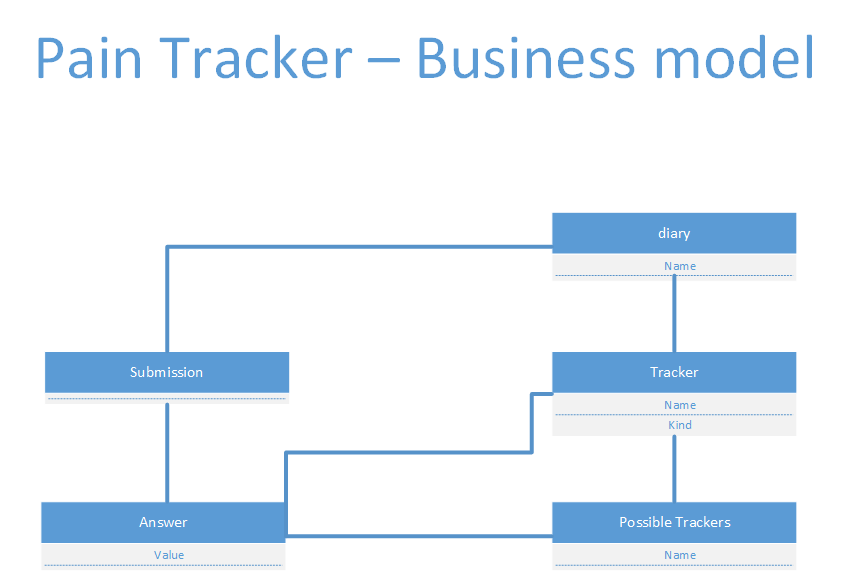 Pain Tracker – Business model
diary
Name
Submission
Tracker
Name
Kind
Answer
Value
Possible Trackers
Name